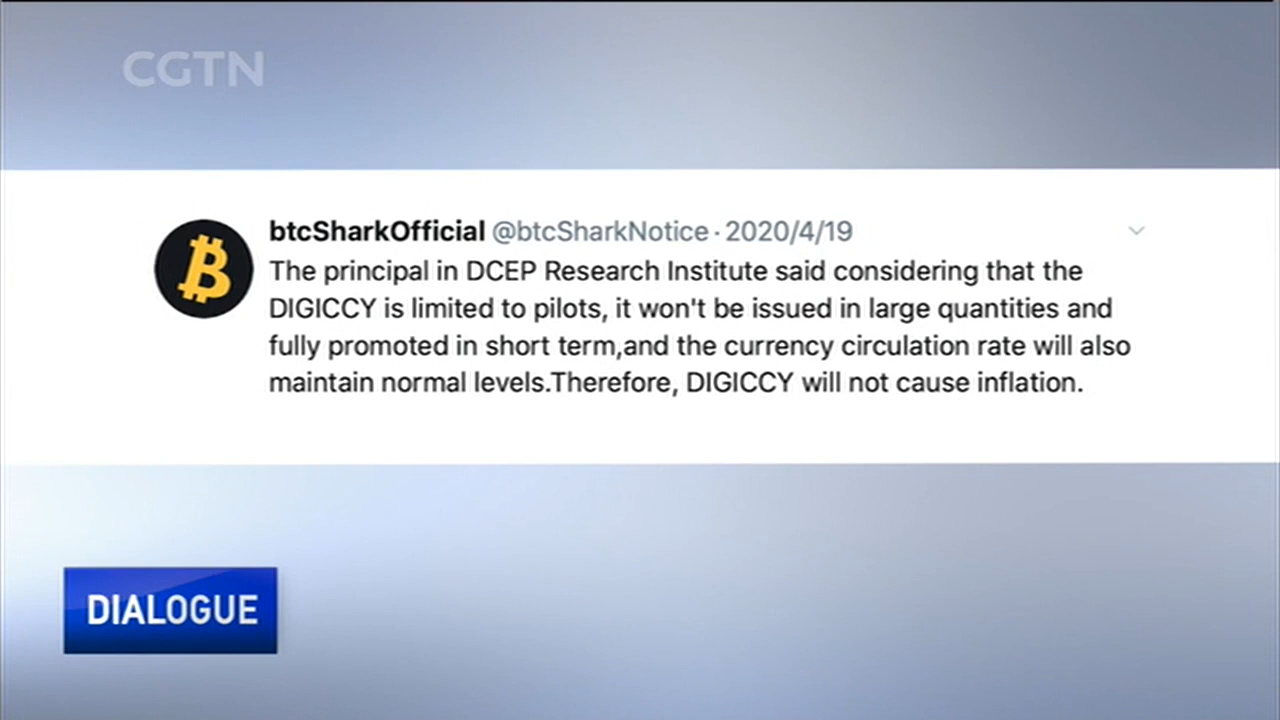 CGTN
btcSharkOfficial @btcSharkNotice · 2020/4/19
The principal in DCEP Research Institute said considering that the
DIGICCY is limited to pilots, it won't be issued in large quantities and
fully promoted in short term,and the currency circulation rate will also
maintain normal levels.Therefore, DIGICCY will not cause inflation.
DIALOGUE